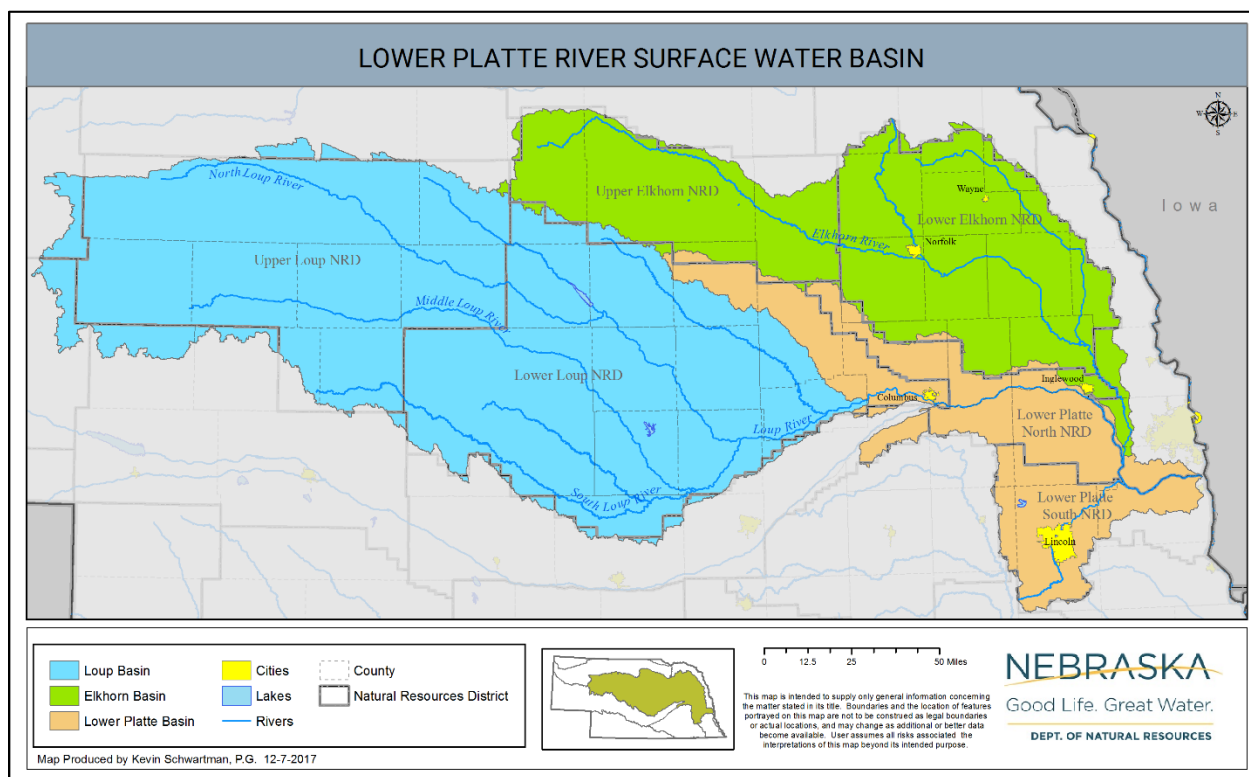 LOWER PLATTE RIVER SURFACE WATER BASIN
N
W E
S
Iowa
North Loup River
Upper Elkhorn NRD
Wayne
Lower Elkhorn NRD
Elkhorn River
Norfolk
Upper Loup NRD
Middle Loup River
Lower Loup NRD
Inglewood
Columbus
Loup River
Lower Platte
North NRD
South Loup River
Lower Platte
South NRD
Lincoln
Loup Basin
Elkhorn Basin
Lower Platte Basin
Cities
Lakes
Rivers
County
Natural Resources District
Map Produced by Kevin Schwartman, P.G. 12-7-2017
0 12.5 25 50 Miles
This map is intended to supply only general information concerning
the matter stated in its title. Boundaries and the location of features
portrayed on this map are not to be construed as legal boundaries
or actual locations, and may change as additional or better data
become available. User assumes all risks associated the
interpretations of this map beyond its intended purpose.
NEBRASKA
Good Life. Great Water.
DEPT. OF NATURAL RESOURCES